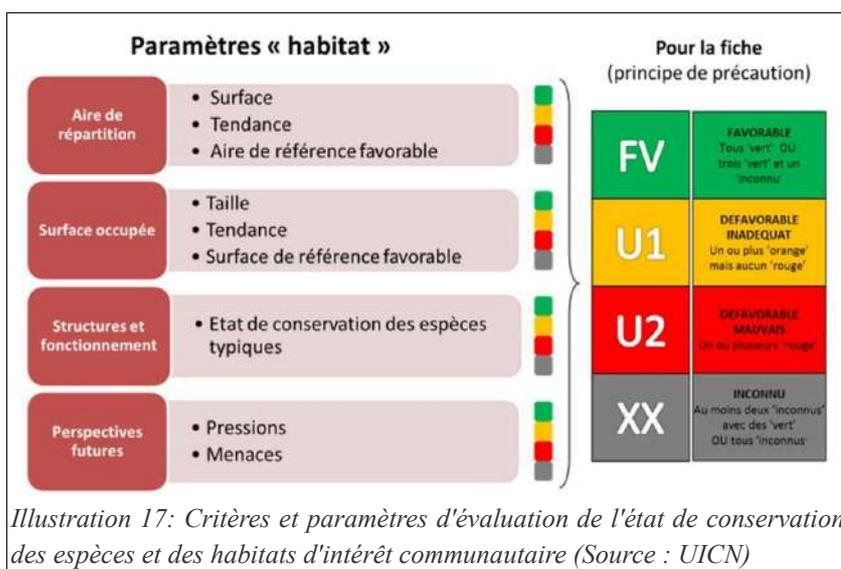 Paramètres « habitat »
Aire de
répartition
• Surface
• Tendance
• Aire de référence favorable
Surface occupée
• Taille
• Tendance
• Surface de référence favorable
Structures et
fonctionnement
• Etat de conservation des espèces
typiques
Perspectives
futures
• Pressions
• Menaces
Pour la fiche
(principe de précaution)
FV
FAVORABLE
Tous 'vert' OU
trois 'vert' et un
'inconnu'
U1
DEFAVORABLE
INADEQUAT
Un ou plus 'orange'
mais aucun 'rouge'
U2
DEFAVORABLE
MAUVAIS
Un ou plusieurs 'rouge'
XX
INCONNU
Au moins deux 'inconnus'
avec des 'vert'
OU tous 'inconnus'
Illustration 17: Critères et paramètres d'évaluation de l'état de conservation
des espèces et des habitats d'intérêt communautaire (Source : UICN)